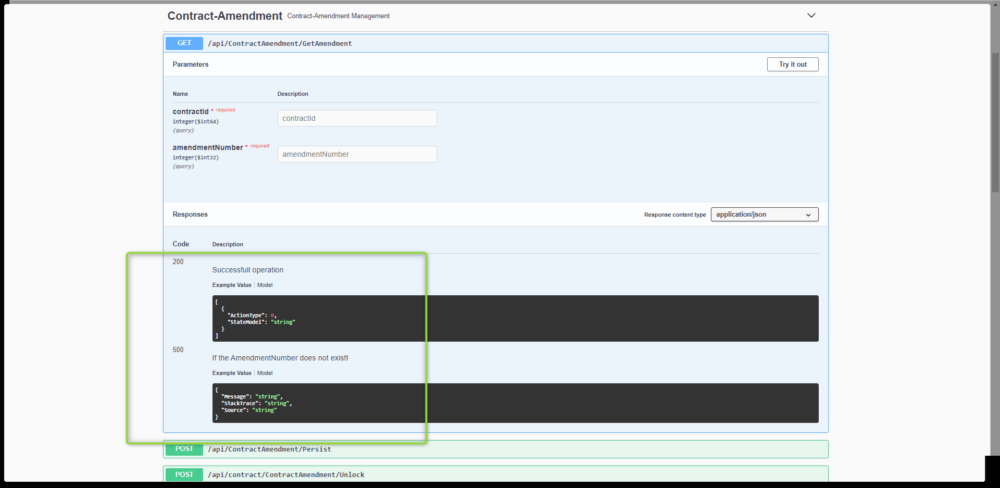 Contract-Amendment Contract-Amendment Management
GET /api/ContractAmendment/GetAmendment
Parameters Try it out
Name Description
contractId * required
integer($int64)
(query)
contractId
amendmentNumber * required
integer($int32)
(query)
amendmentNumber
Responses Response content type application/json
Code Description
200
Successfull operation
Example Value Model
[
  {
    "ActionType": 0,
    "StateModel": "string"
  }
]
500
If the AmendmentNumber does not exist!
Example Value Model
{
  "Message": "string",
  "StackTrace": "string",
  "Source": "string"
}
POST /api/ContractAmendment/Persist
POST /api/contract/ContractAmendment/Unlock